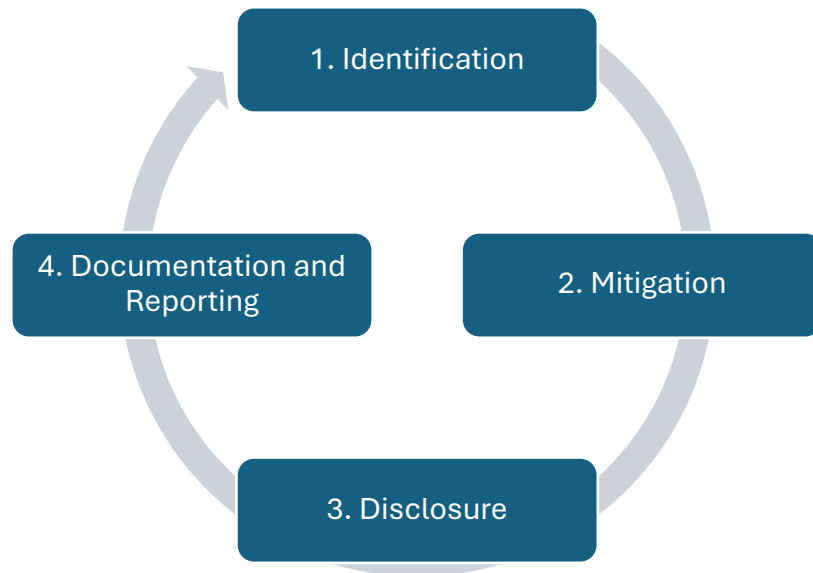 1. Identification
2. Mitigation
3. Disclosure
4. Documentation and
Reporting